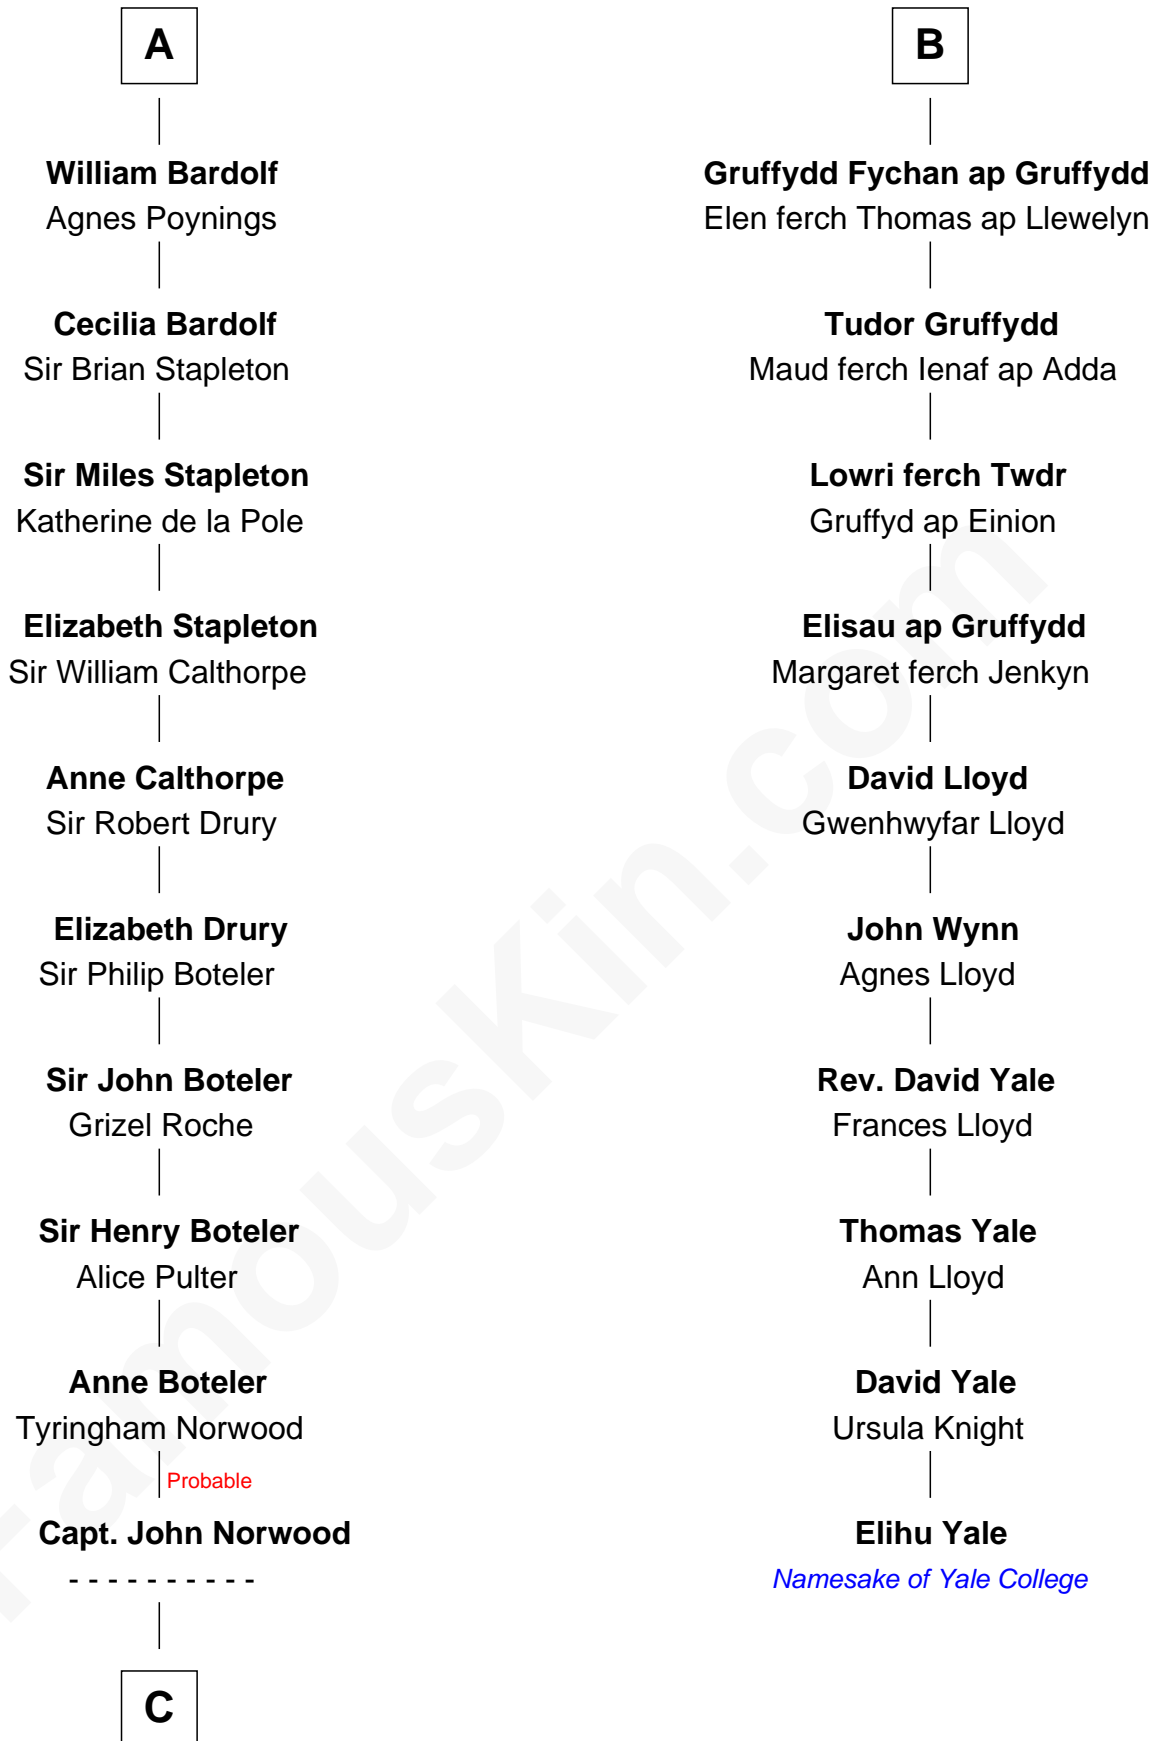 A
William Bardolf
Agnes Poynings
Cecilia Bardolf
Sir Brian Stapleton
Sir Miles Stapleton
Katherine de la Pole
Elizabeth Stapleton
Sir William Calthorpe
Anne Calthorpe
Sir Robert Drury
Elizabeth Drury
Sir Philip Boteler
Sir John Boteler
Grizel Roche
Sir Henry Boteler
Alice Pulter
Anne Boteler
Tyringham Norwood
Probable
Capt. John Norwood
- - - - - - - - - -
C
B
Gruffydd Fychan ap Gruffydd
Elen ferch Thomas ap Llewelyn
Tudor Gruffydd
Maud ferch Ienaf ap Adda
Lowri ferch Twdr
Gruffyd ap Einion
Elisau ap Gruffydd
Margaret ferch Jenkyn
David Lloyd
Gwenhwyfar Lloyd
John Wynn
Agnes Lloyd
Rev. David Yale
Frances Lloyd
Thomas Yale
Ann Lloyd
David Yale
Ursula Knight
Elihu Yale
Namesake of Yale College
FamousKin.com